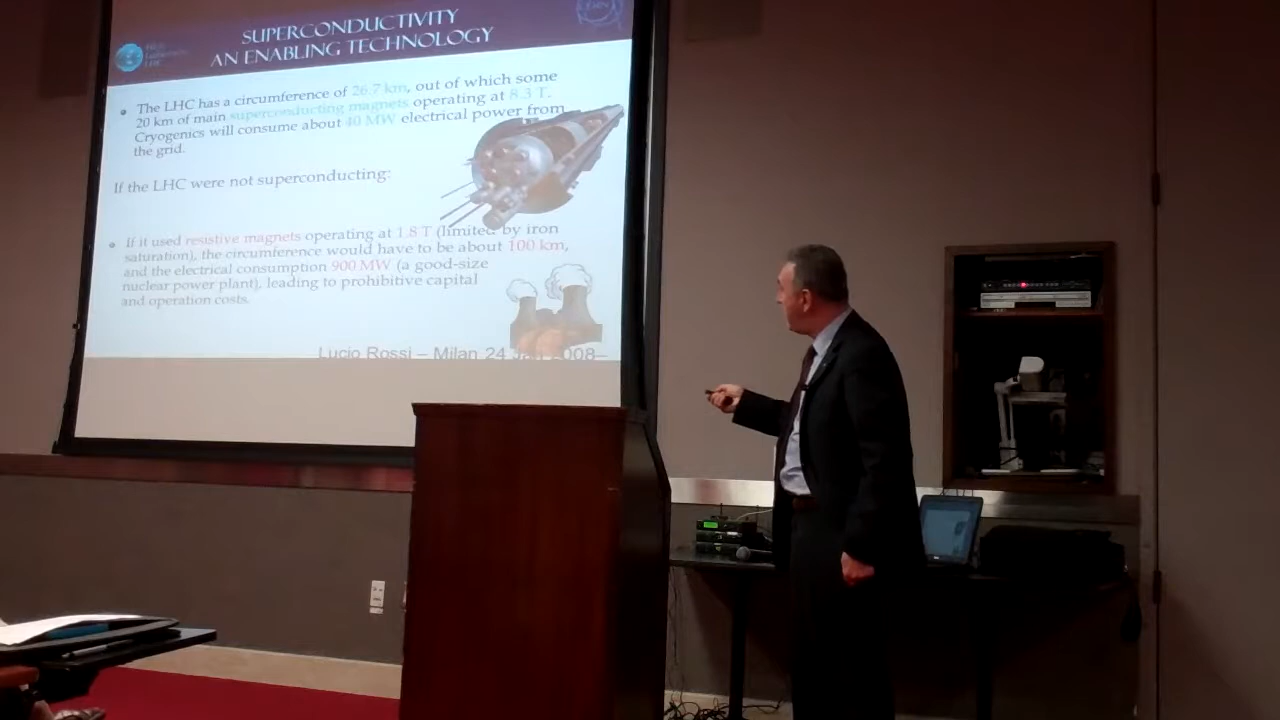 SUPERCONDUCTIVITY
AN ENABLING TECHNOLOGY
CERN
The LHC has a circumference of 26.7 km, out of which some
20 km of main superconducting magnets operating at 8.3 T.
Cryogenics will consume about 40 MW electrical power from
the grid.
If the LHC were not superconducting:
If it used resistive magnets operating at 1.8 T (limited by iron
saturation), the circumference would have to be about 100 km,
and the electrical consumption 900 MW (a good-size
nuclear power plant), leading to prohibitive capital
and operation costs.
Lucio Rossi – Milan 24 2008